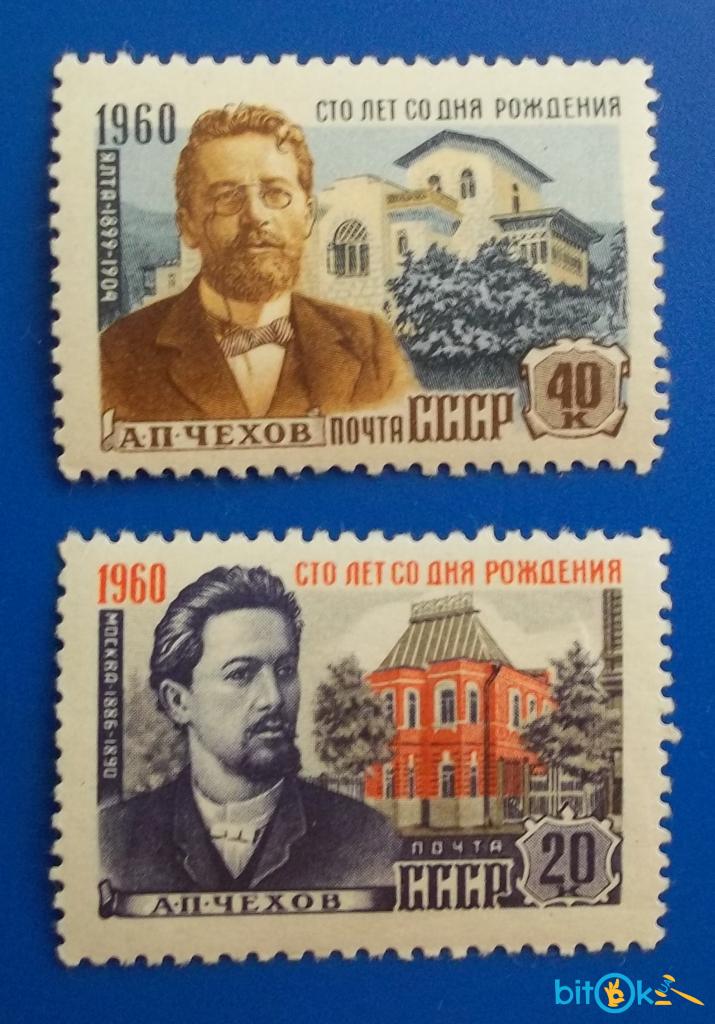 1960
СТО ЛЕТ СО ДНЯ РОЖДЕНИЯ
ЯЛТА·1899-1904
А·П·ЧЕХОВ
ПОЧТА СССР
40
К
1960
СТО ЛЕТ СО ДНЯ РОЖДЕНИЯ
МОСКВА·1886-1890
А·П·ЧЕХОВ
ПОЧТА
СССР
20
К
bitok